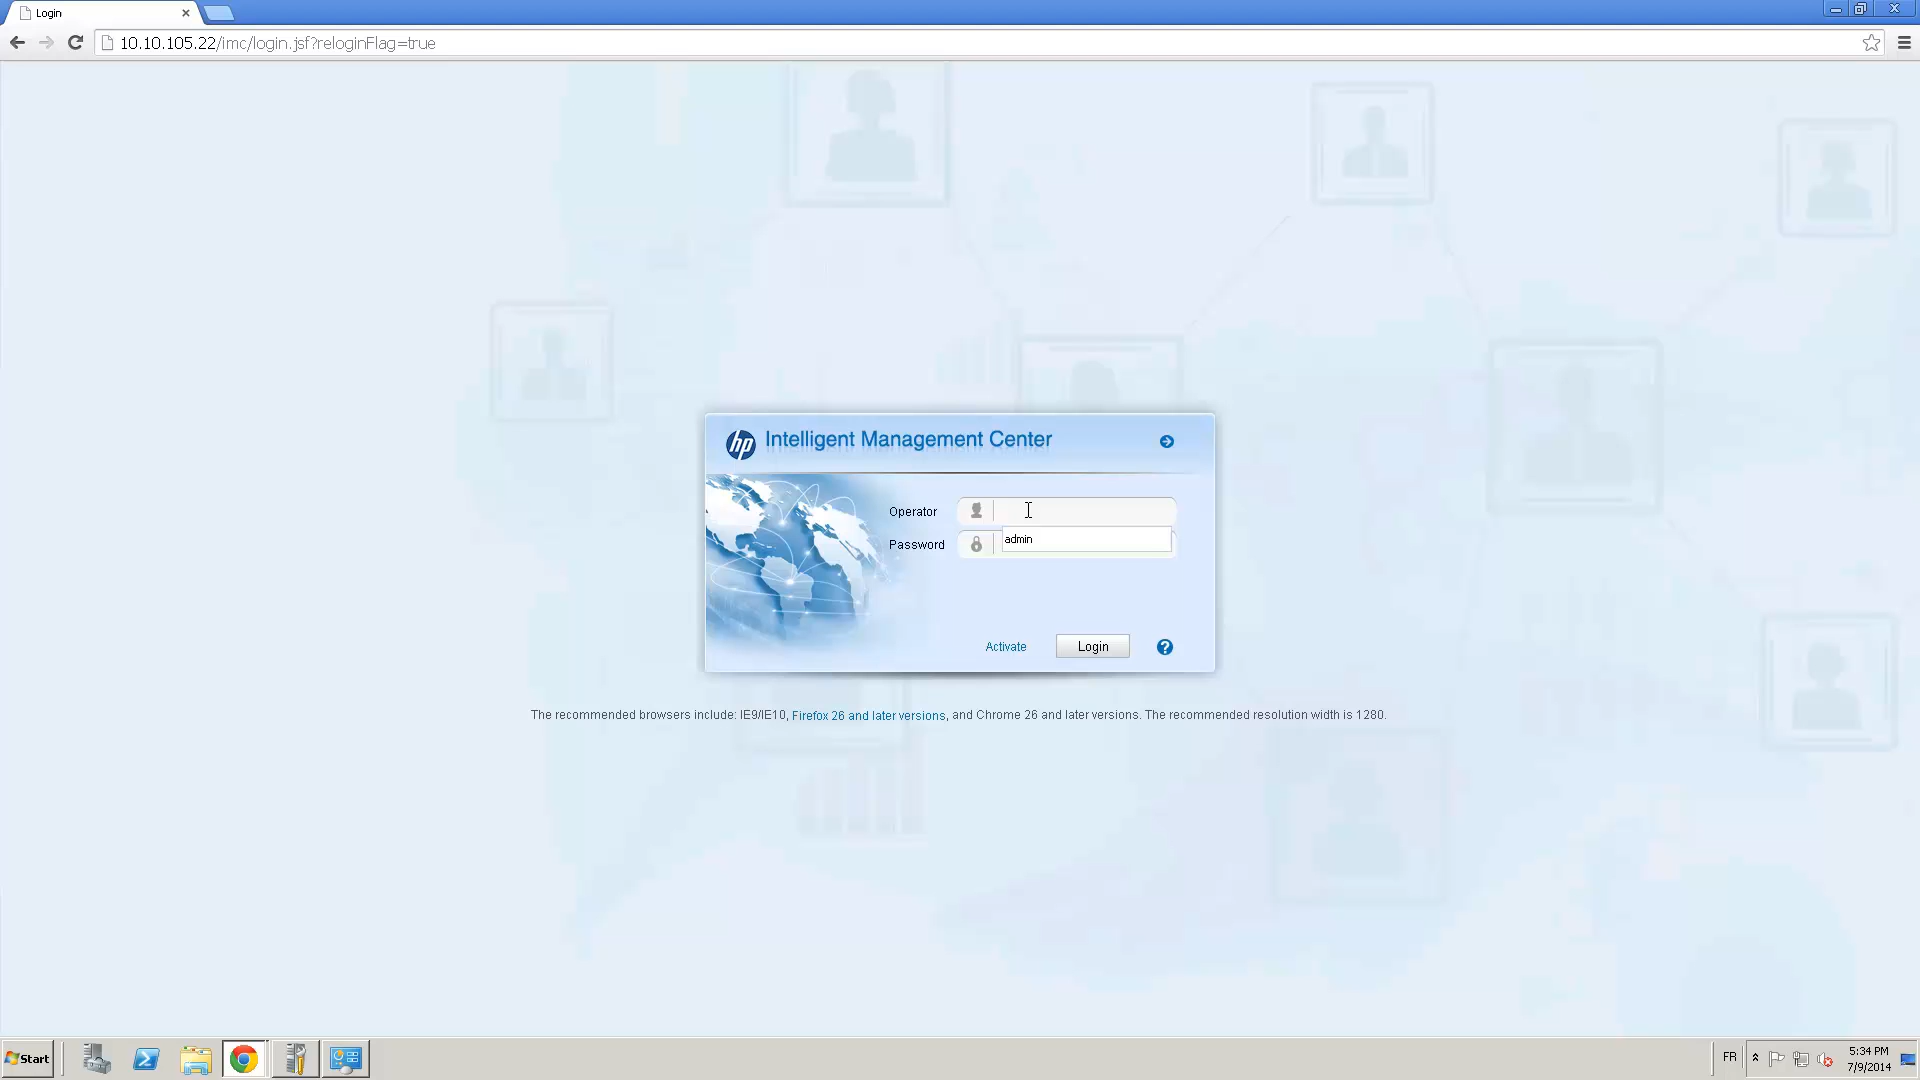 Login
10.10.105.22/imc/login.jsf?reloginFlag=true
hp Intelligent Management Center
Operator
admin
Password
Activate Login ?
The recommended browsers include: IE9/IE10, Firefox 26 and later versions, and Chrome 26 and later versions. The recommended resolution width is 1280.
Start FR 5:34 PM
7/9/2014